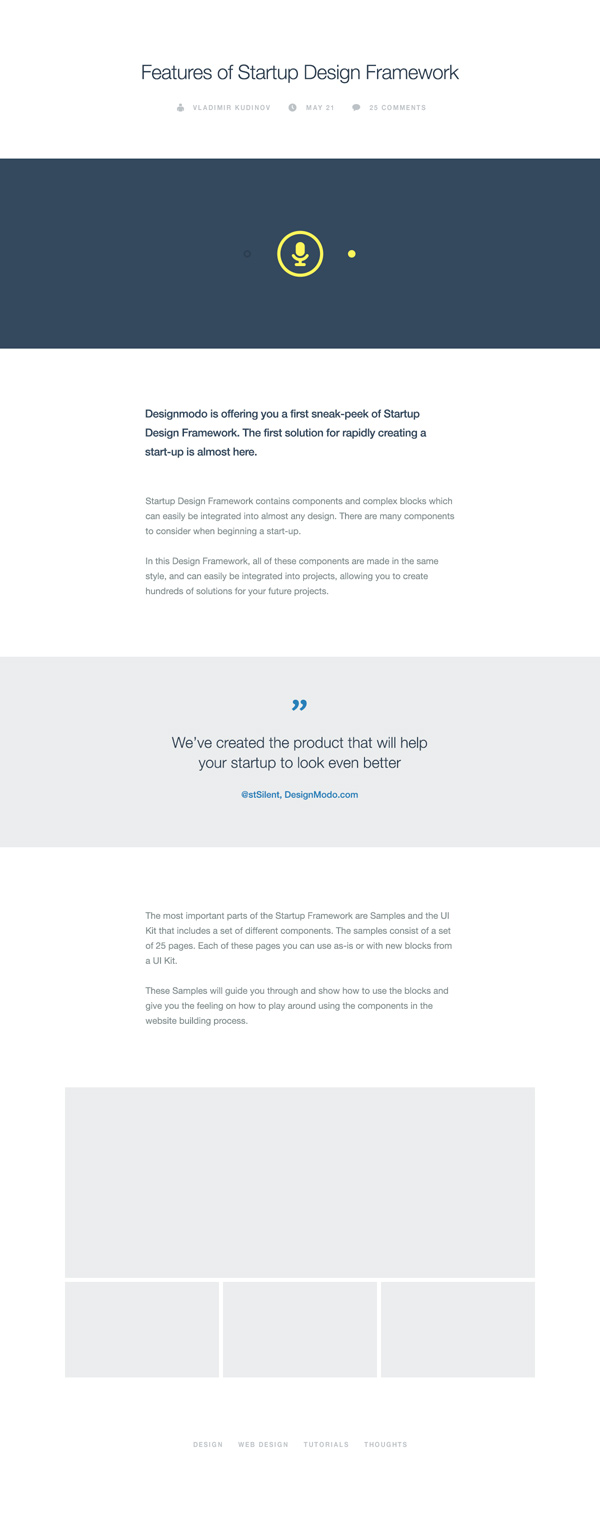 Features of Startup Design Framework
VLADIMIR KUDINOV MAY 21 25 COMMENTS
Designmodo is offering you a first sneak-peek of Startup
Design Framework. The first solution for rapidly creating a
start-up is almost here.
Startup Design Framework contains components and complex blocks which
can easily be integrated into almost any design. There are many components
to consider when beginning a start-up.
In this Design Framework, all of these components are made in the same
style, and can easily be integrated into projects, allowing you to create
hundreds of solutions for your future projects.
”
We’ve created the product that will help
your startup to look even better
@stSilent, DesignModo.com
The most important parts of the Startup Framework are Samples and the UI
Kit that includes a set of different components. The samples consist of a set
of 25 pages. Each of these pages you can use as-is or with new blocks from
a UI Kit.
These Samples will guide you through and show how to use the blocks and
give you the feeling on how to play around using the components in the
website building process.
DESIGN WEB DESIGN TUTORIALS THOUGHTS